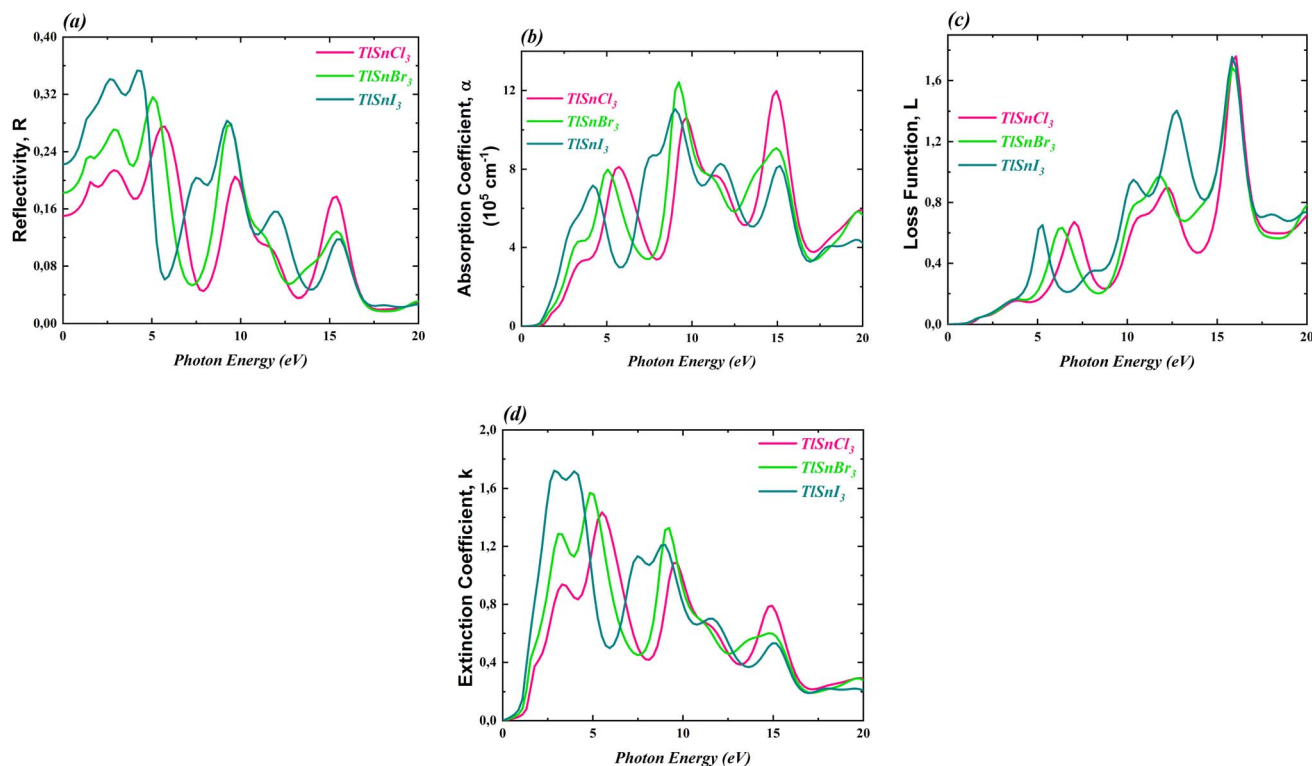 (a)
TlSnCl3
TlSnBr3
TlSnI3
Reflectivity, R
0,40
0,32
0,24
0,16
0,08
0,00
0 5 10 15 20
Photon Energy (eV)
(b)
TlSnCl3
TlSnBr3
TlSnI3
Absorption Coefficient, α
(10^5 cm^-1)
12
8
4
0
0 5 10 15 20
Photon Energy (eV)
(c)
TlSnCl3
TlSnBr3
TlSnI3
Loss Function, L
1,6
1,2
0,8
0,4
0,0
0 5 10 15 20
Photon Energy (eV)
(d)
TlSnCl3
TlSnBr3
TlSnI3
Extinction Coefficient, k
2,0
1,6
1,2
0,8
0,4
0,0
0 5 10 15 20
Photon Energy (eV)